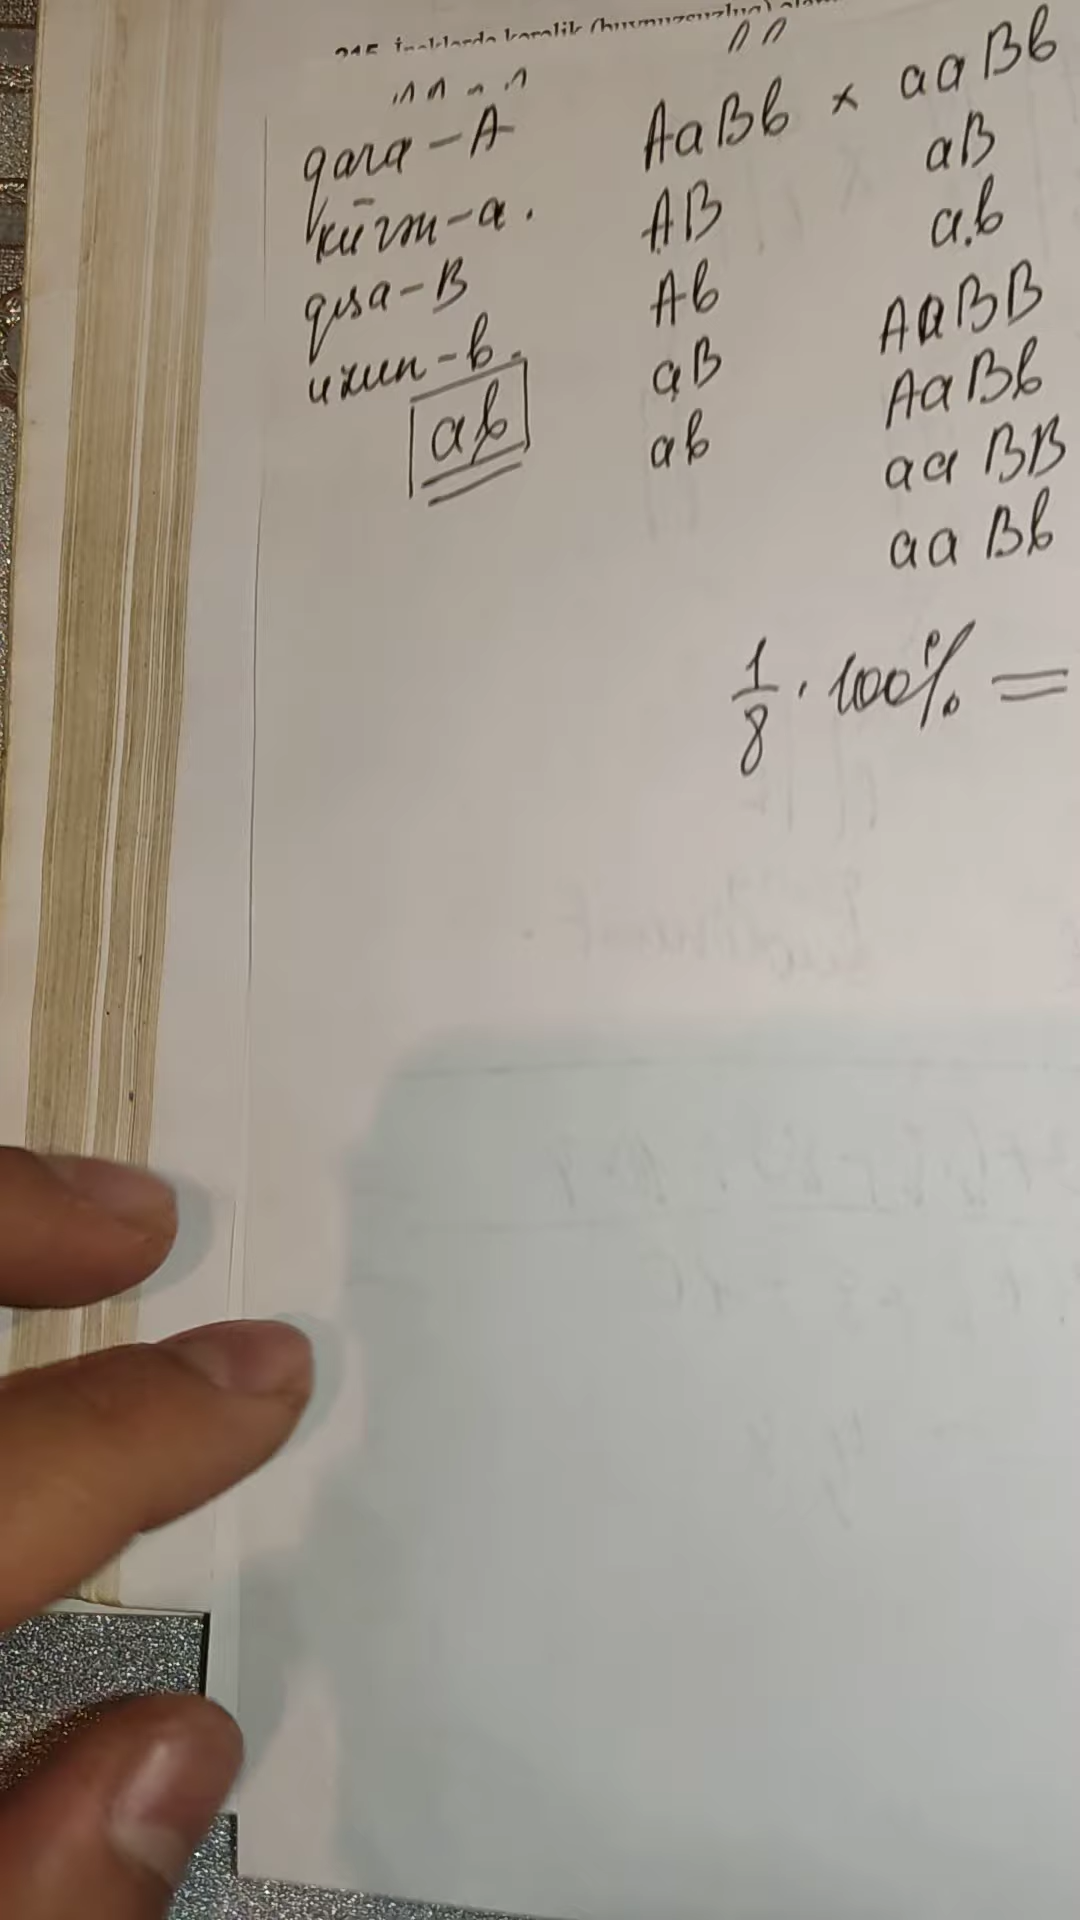 qara - A
kürən - a.
qısa - B
uzun - b.
ab
AaBb × aaBb
AB
Ab
aB
ab
aB
ab
AaBB
AaBb
aaBB
aaBb
1/8 · 100% =